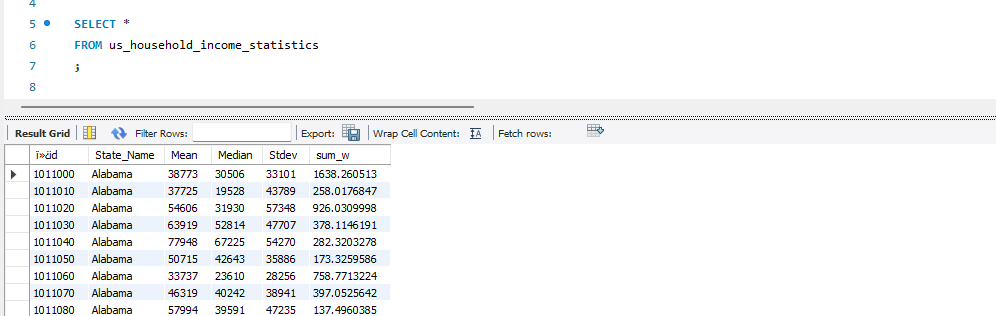 4
5 SELECT *
6 FROM us_household_income_statistics
7 ;
8
Result Grid Filter Rows: Export: Wrap Cell Content: Fetch rows:
ï»¿id State_Name Mean Median Stdev sum_w
1011000 Alabama 38773 30506 33101 1638.260513
1011010 Alabama 37725 19528 43789 258.0176847
1011020 Alabama 54606 31930 57348 926.0309998
1011030 Alabama 63919 52814 47707 378.1146191
1011040 Alabama 77948 67225 54270 282.3203278
1011050 Alabama 50715 42643 35886 173.3259586
1011060 Alabama 33737 23610 28256 758.7713224
1011070 Alabama 46319 40242 38941 397.0525642
1011080 Alabama 57994 39591 47235 137.4960385